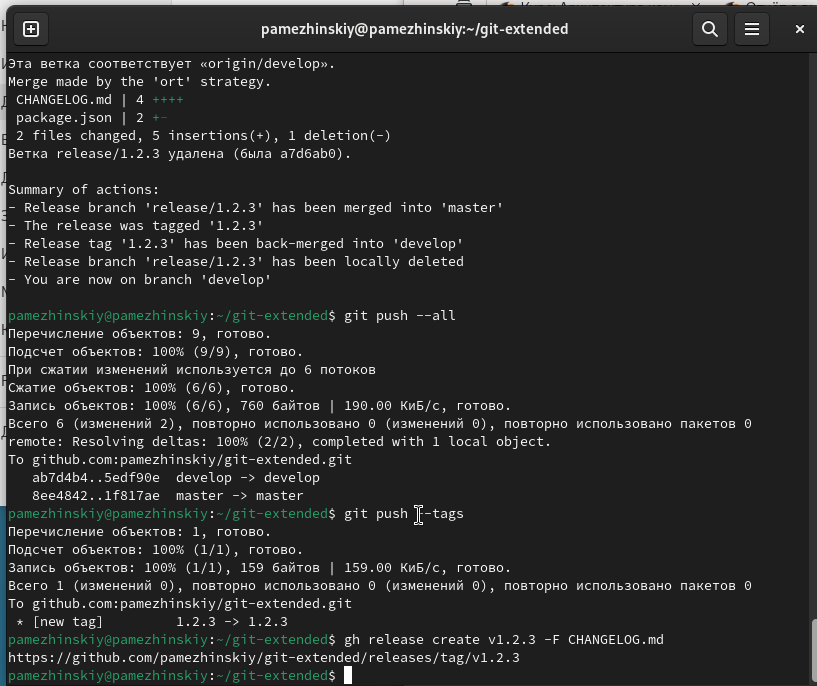 pamezhinskiy@pamezhinskiy:~/git-extended
Эта ветка соответствует «origin/develop».
Merge made by the 'ort' strategy.
CHANGELOG.md | 4 ++++
package.json | 2 +-
2 files changed, 5 insertions(+), 1 deletion(-)
Ветка release/1.2.3 удалена (была a7d6ab0).
Summary of actions:
- Release branch 'release/1.2.3' has been merged into 'master'
- The release was tagged '1.2.3'
- Release tag '1.2.3' has been back-merged into 'develop'
- Release branch 'release/1.2.3' has been locally deleted
- You are now on branch 'develop'
pamezhinskiy@pamezhinskiy:~/git-extended$ git push --all
Перечисление объектов: 9, готово.
Подсчет объектов: 100% (9/9), готово.
При сжатии изменений используется до 6 потоков
Сжатие объектов: 100% (6/6), готово.
Запись объектов: 100% (6/6), 760 байтов | 190.00 КиБ/с, готово.
Всего 6 (изменений 2), повторно использовано 0 (изменений 0), повторно использовано пакетов 0
remote: Resolving deltas: 100% (2/2), completed with 1 local object.
To github.com:pamezhinskiy/git-extended.git
ab7d4b4..5edf90e  develop -> develop
8ee4842..1f817ae  master -> master
pamezhinskiy@pamezhinskiy:~/git-extended$ git push --tags
Перечисление объектов: 1, готово.
Подсчет объектов: 100% (1/1), готово.
Запись объектов: 100% (1/1), 159 байтов | 159.00 КиБ/с, готово.
Всего 1 (изменений 0), повторно использовано 0 (изменений 0), повторно использовано пакетов 0
To github.com:pamezhinskiy/git-extended.git
* [new tag]         1.2.3 -> 1.2.3
pamezhinskiy@pamezhinskiy:~/git-extended$ gh release create v1.2.3 -F CHANGELOG.md
https://github.com/pamezhinskiy/git-extended/releases/tag/v1.2.3
pamezhinskiy@pamezhinskiy:~/git-extended$